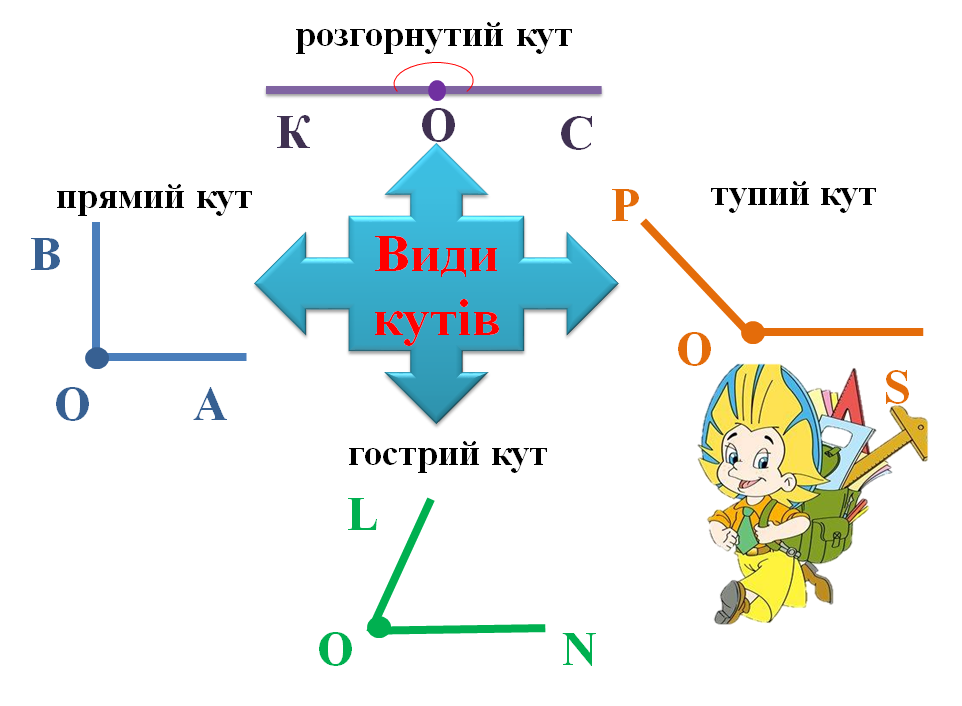 розгорнутий кут
К О С
прямий кут
В
О А
Види
кутів
тупий кут
P
O
S
гострий кут
L
O N